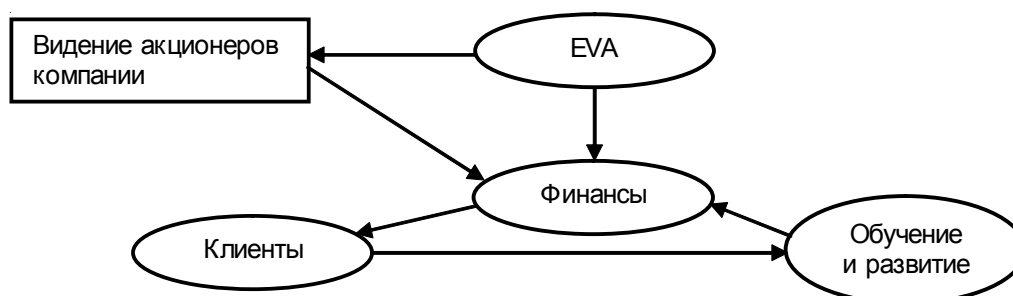 Видение акционеров
компании
EVA
Финансы
Клиенты
Обучение
и развитие